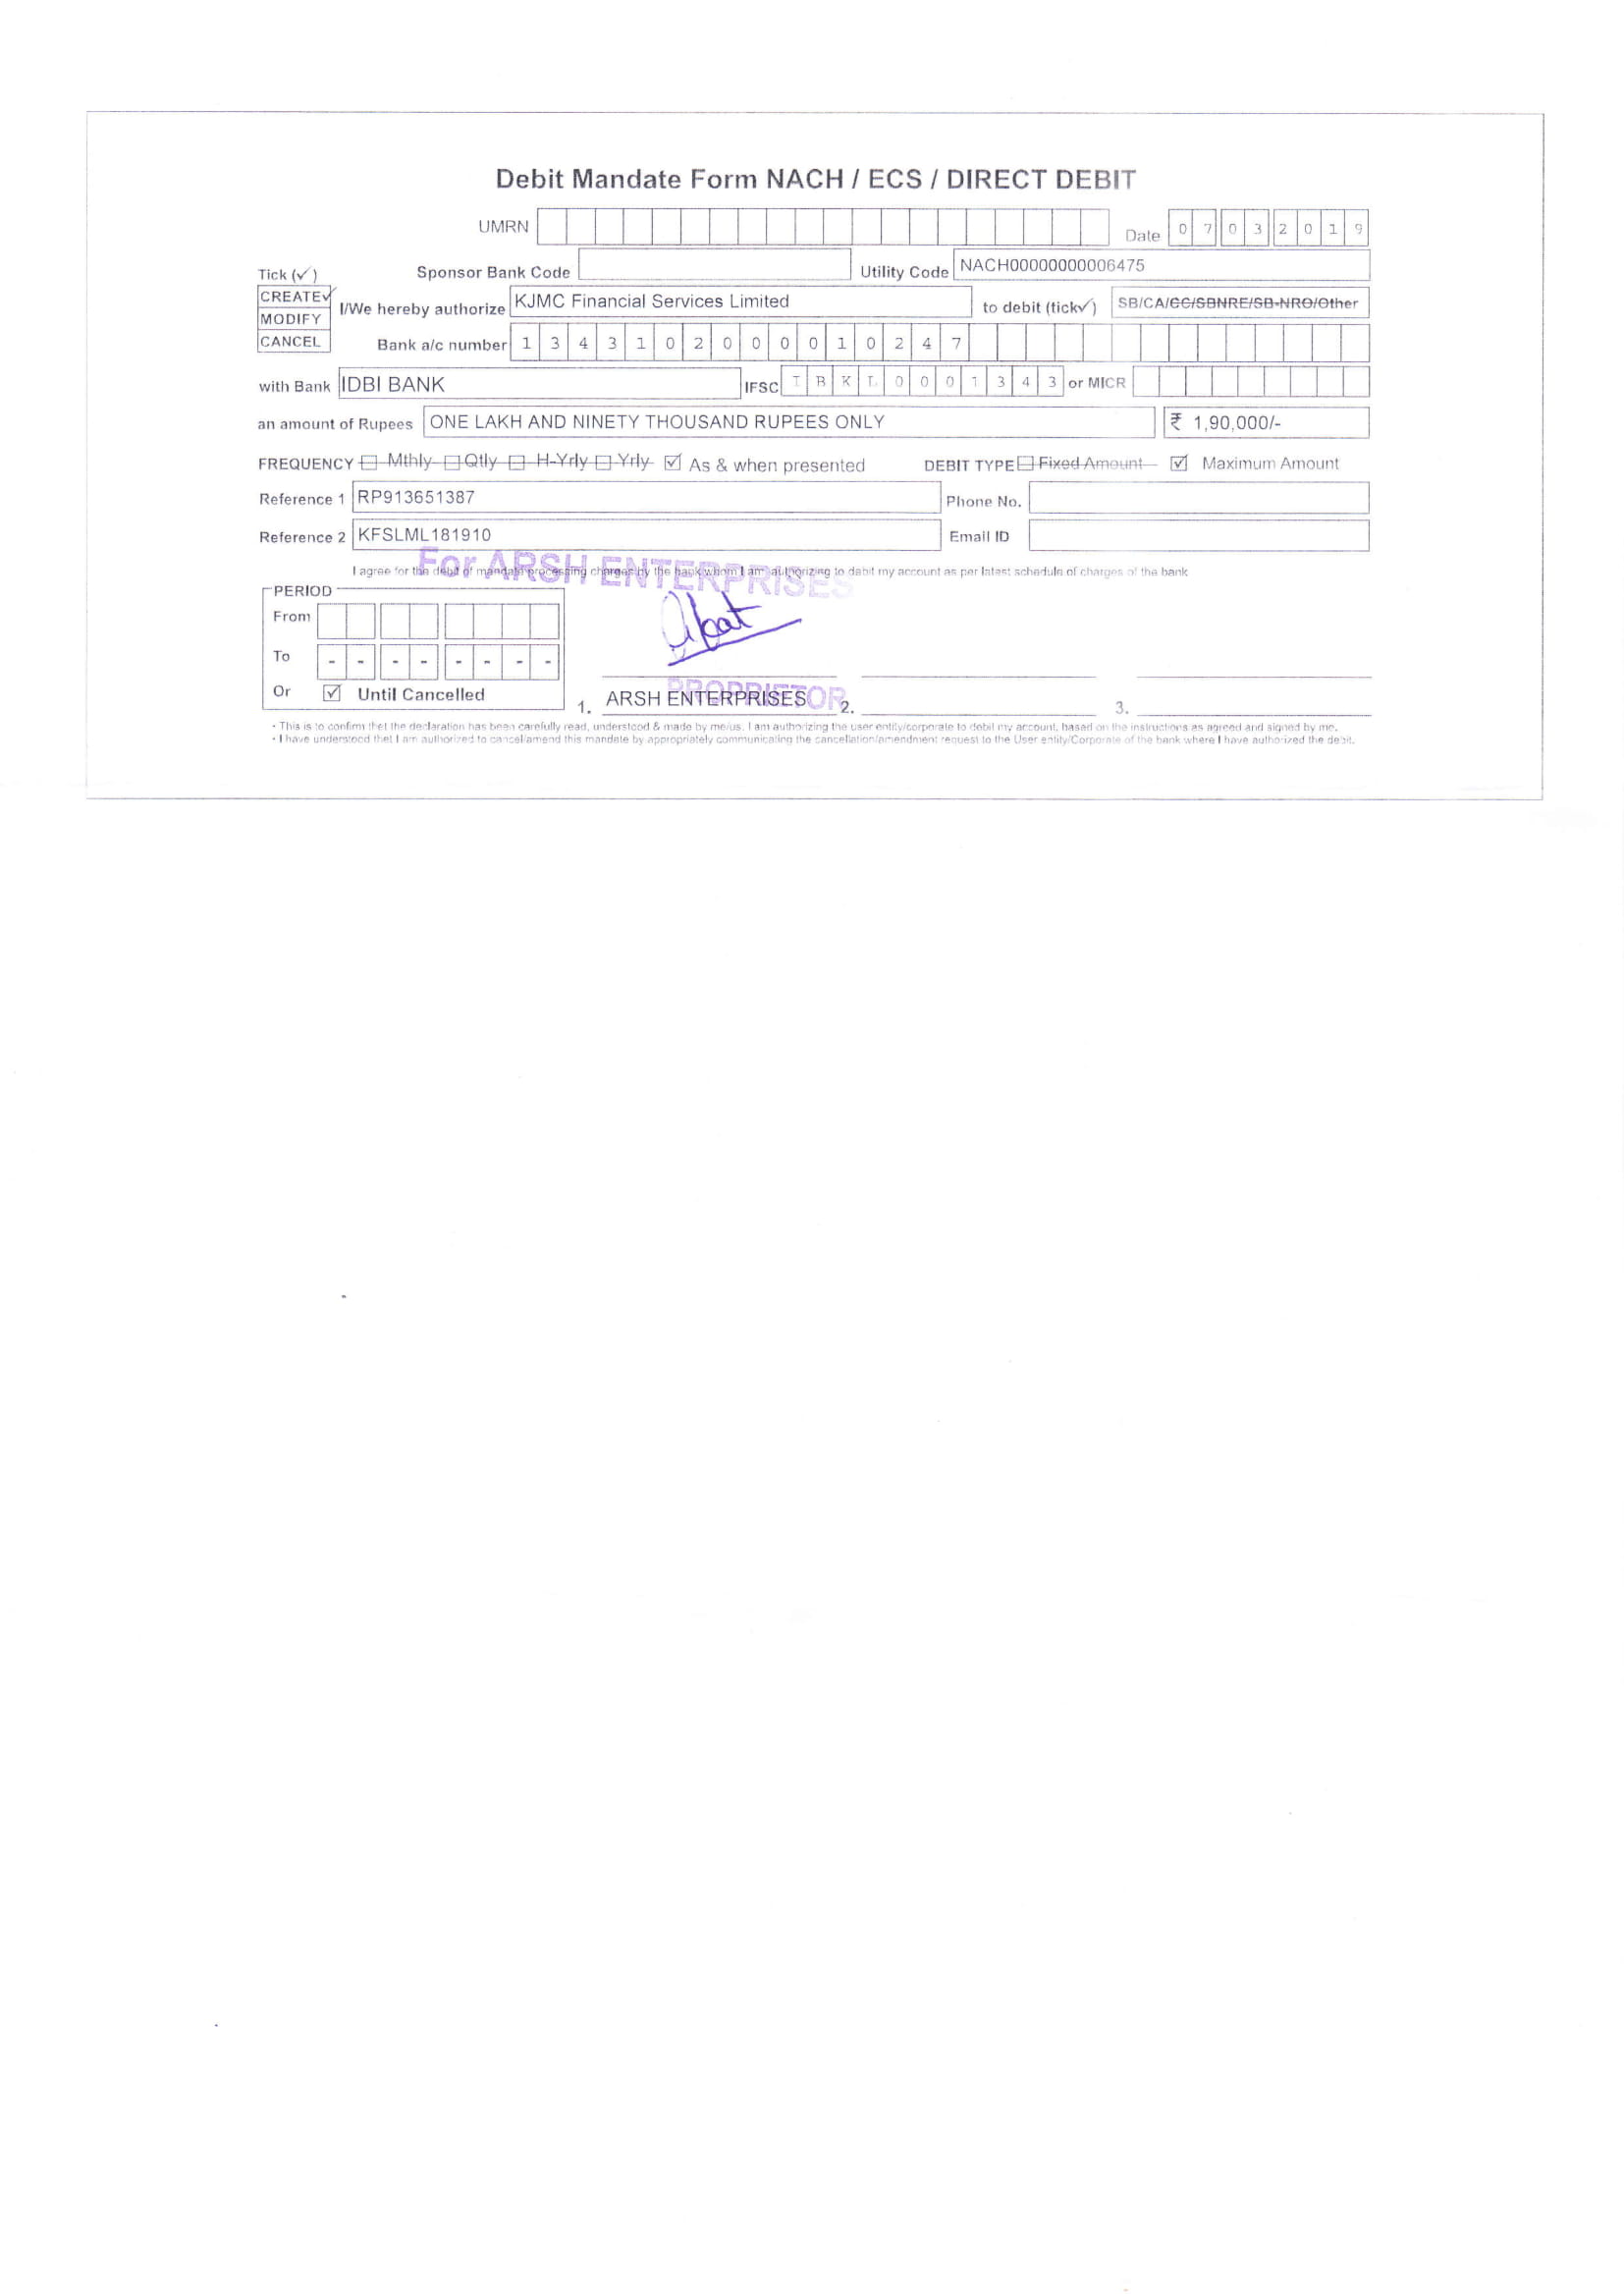 Debit Mandate Form NACH / ECS / DIRECT DEBIT
UMRN Date 0 7 0 3 2 0 1 9
Tick (✓) Sponsor Bank Code Utility Code NACH00000000006475
CREATE✓ I/We hereby authorize KJMC Financial Services Limited to debit (tick✓) SB/CA/CC/SBNRE/SB-NRO/Other
MODIFY
CANCEL Bank a/c number 1 3 4 3 1 0 2 0 0 0 0 1 0 2 4 7
with Bank IDBI BANK IFSC I B K L 0 0 0 1 3 4 3 or MICR
an amount of Rupees ONE LAKH AND NINETY THOUSAND RUPEES ONLY ₹ 1,90,000/-
FREQUENCY Mthly Qtly H-Yrly Yrly ☑ As & when presented DEBIT TYPE Fixed Amount ☑ Maximum Amount
Reference 1 RP913651387 Phone No.
Reference 2 KFSLML181910 Email ID
For ARSH ENTERPRISES
I agree for the debit of mandate processing charges by the bank whom I am authorizing to debit my account as per latest schedule of charges of the bank
PERIOD
From
To - - - - - - - -
Or ☑ Until Cancelled
PROPRIETOR
1. ARSH ENTERPRISES 2. 3.
• This is to confirm thet the declaration has been carefully read, understood & made by me/us. I am authorizing the user entity/corporate to debit my account, based on the instructions as agreed and signed by me.
• I have understood thet I am authorized to cancel/amend this mandate by appropriately communicating the cancellation/amendment request to the User entity/Corporate of the bank where I have authorized the debit.